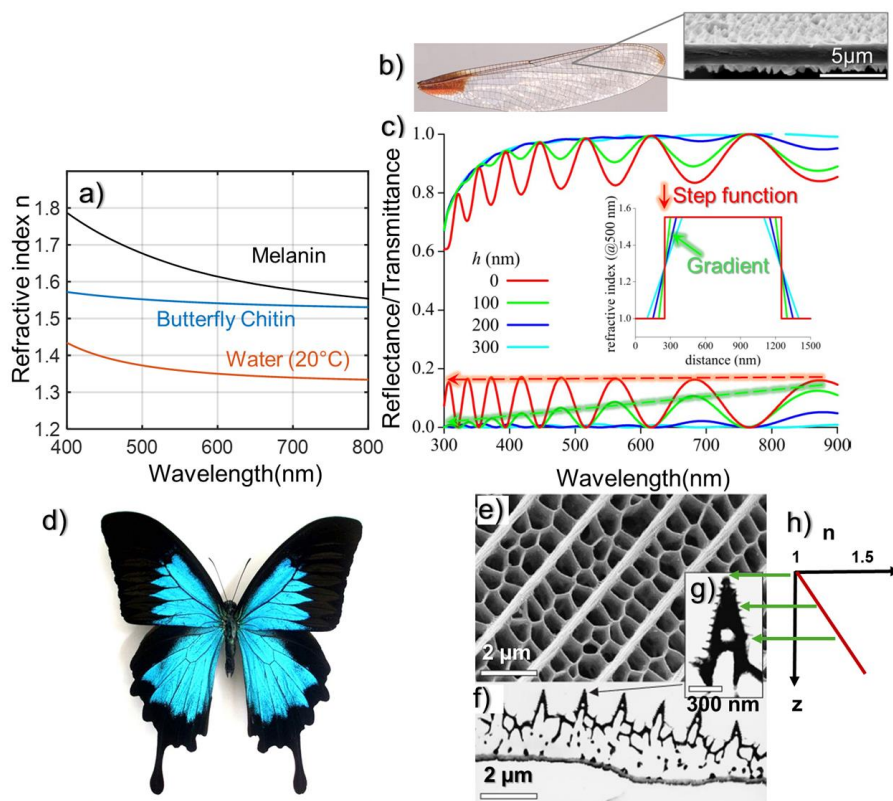 b)
5μm
a)
Refractive index n
1.8
1.7
1.6
1.5
1.4
1.3
1.2
400
500
600
700
800
Wavelength(nm)
Melanin
Butterfly Chitin
Water (20°C)
c)
Reflectance/Transmittance
1.0
0.8
0.6
0.4
0.2
0.0
300
400
500
600
700
800
900
Wavelength(nm)
h (nm)
0
100
200
300
Step function
Gradient
refractive index (@500 nm)
1.6
1.4
1.2
1.0
0
300
600
900
1200
1500
distance (nm)
d)
e)
2 μm
g)
300 nm
h)
n
1
1.5
z
f)
2 μm